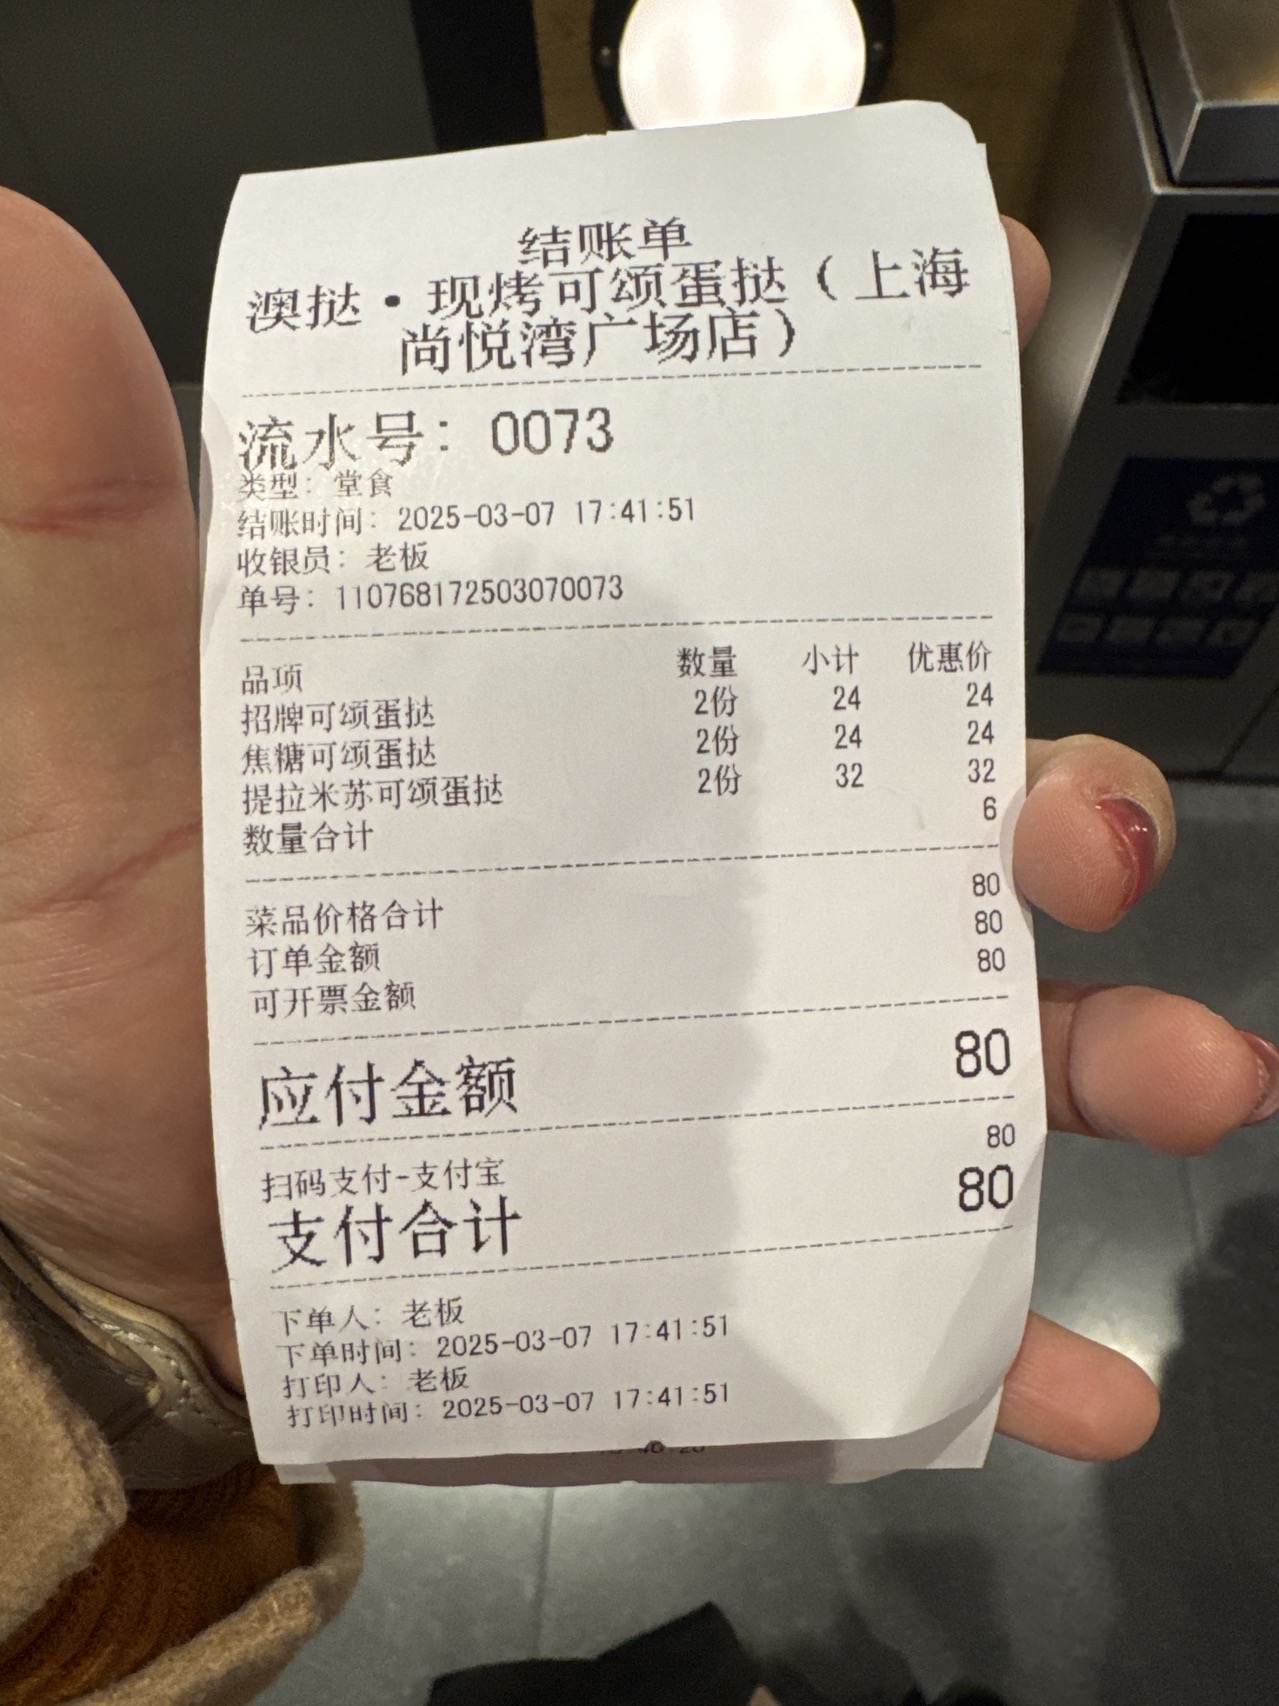 结账单
澳挞·现烤可颂蛋挞（上海
尚悦湾广场店）
流水号：0073
类型：堂食
结账时间：2025-03-07 17:41:51
收银员：老板
单号：110768172503070073
品项 数量 小计 优惠价
招牌可颂蛋挞 2份 24 24
焦糖可颂蛋挞 2份 24 24
提拉米苏可颂蛋挞 2份 32 32
数量合计 6
菜品价格合计 80
订单金额 80
可开票金额 80
应付金额 80
扫码支付-支付宝 80
支付合计 80
下单人：老板
下单时间：2025-03-07 17:41:51
打印人：老板
打印时间：2025-03-07 17:41:51